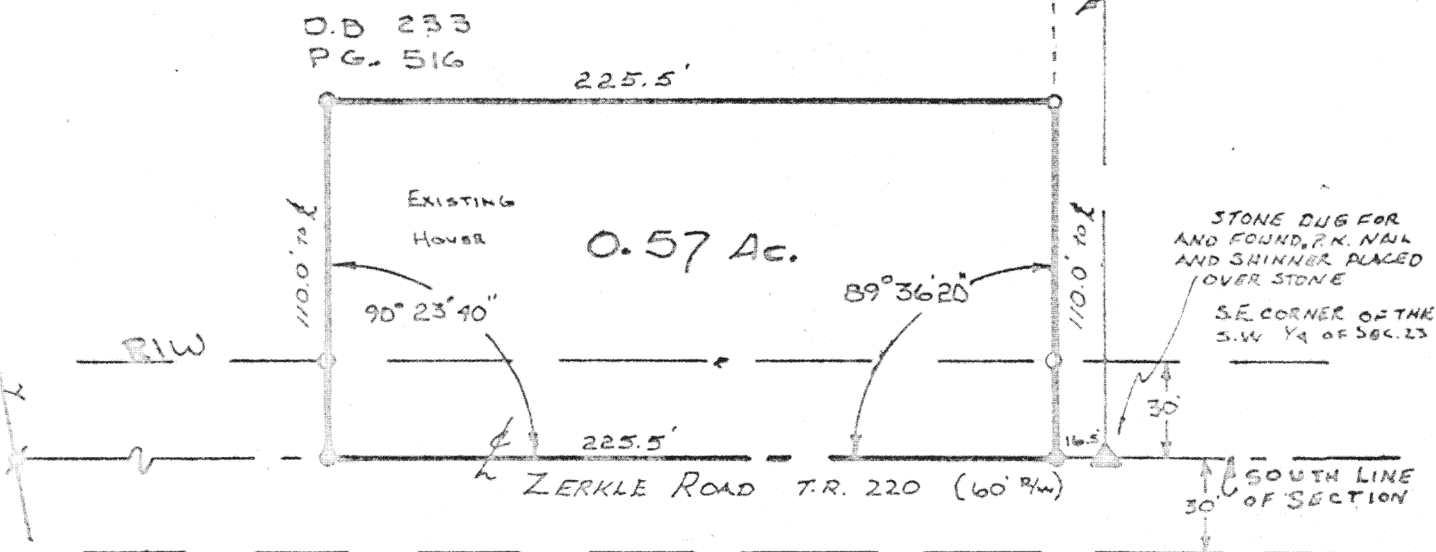 O.B 233
PG. 516
225.5'
EXISTING
HOUSR
0.57 Ac.
110.0' to ℄
110.0' to ℄
90° 23' 40"
89° 36' 20"
STONE DUG FOR
AND FOUND, P.K. NAIL
AND SHINNER PLACED
OVER STONE
S.E. CORNER OF THE
S.W 1/4 OF SEC. 23
R/W
30'
℄
225.5'
16.5'
ZERKLE ROAD T.R. 220 (60' R/W)
30'
SOUTH LINE
OF SECTION